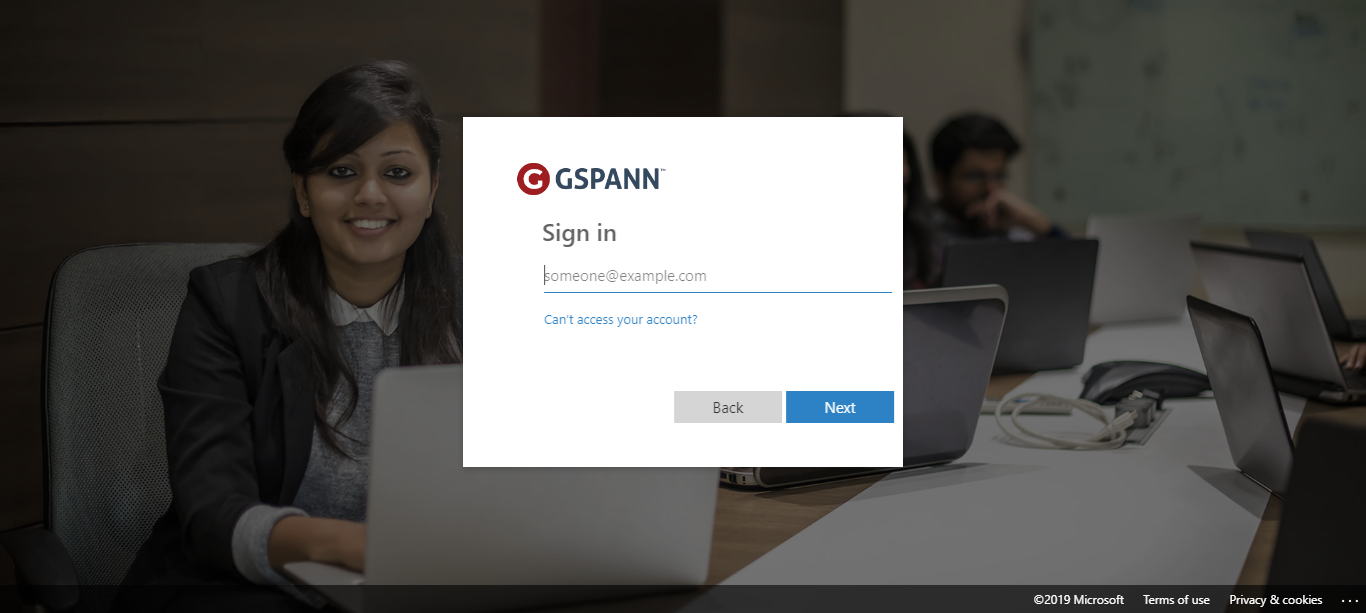 GSPANN™
Sign in
someone@example.com
Can't access your account?
Back
Next
©2019 Microsoft
Terms of use
Privacy & cookies
...